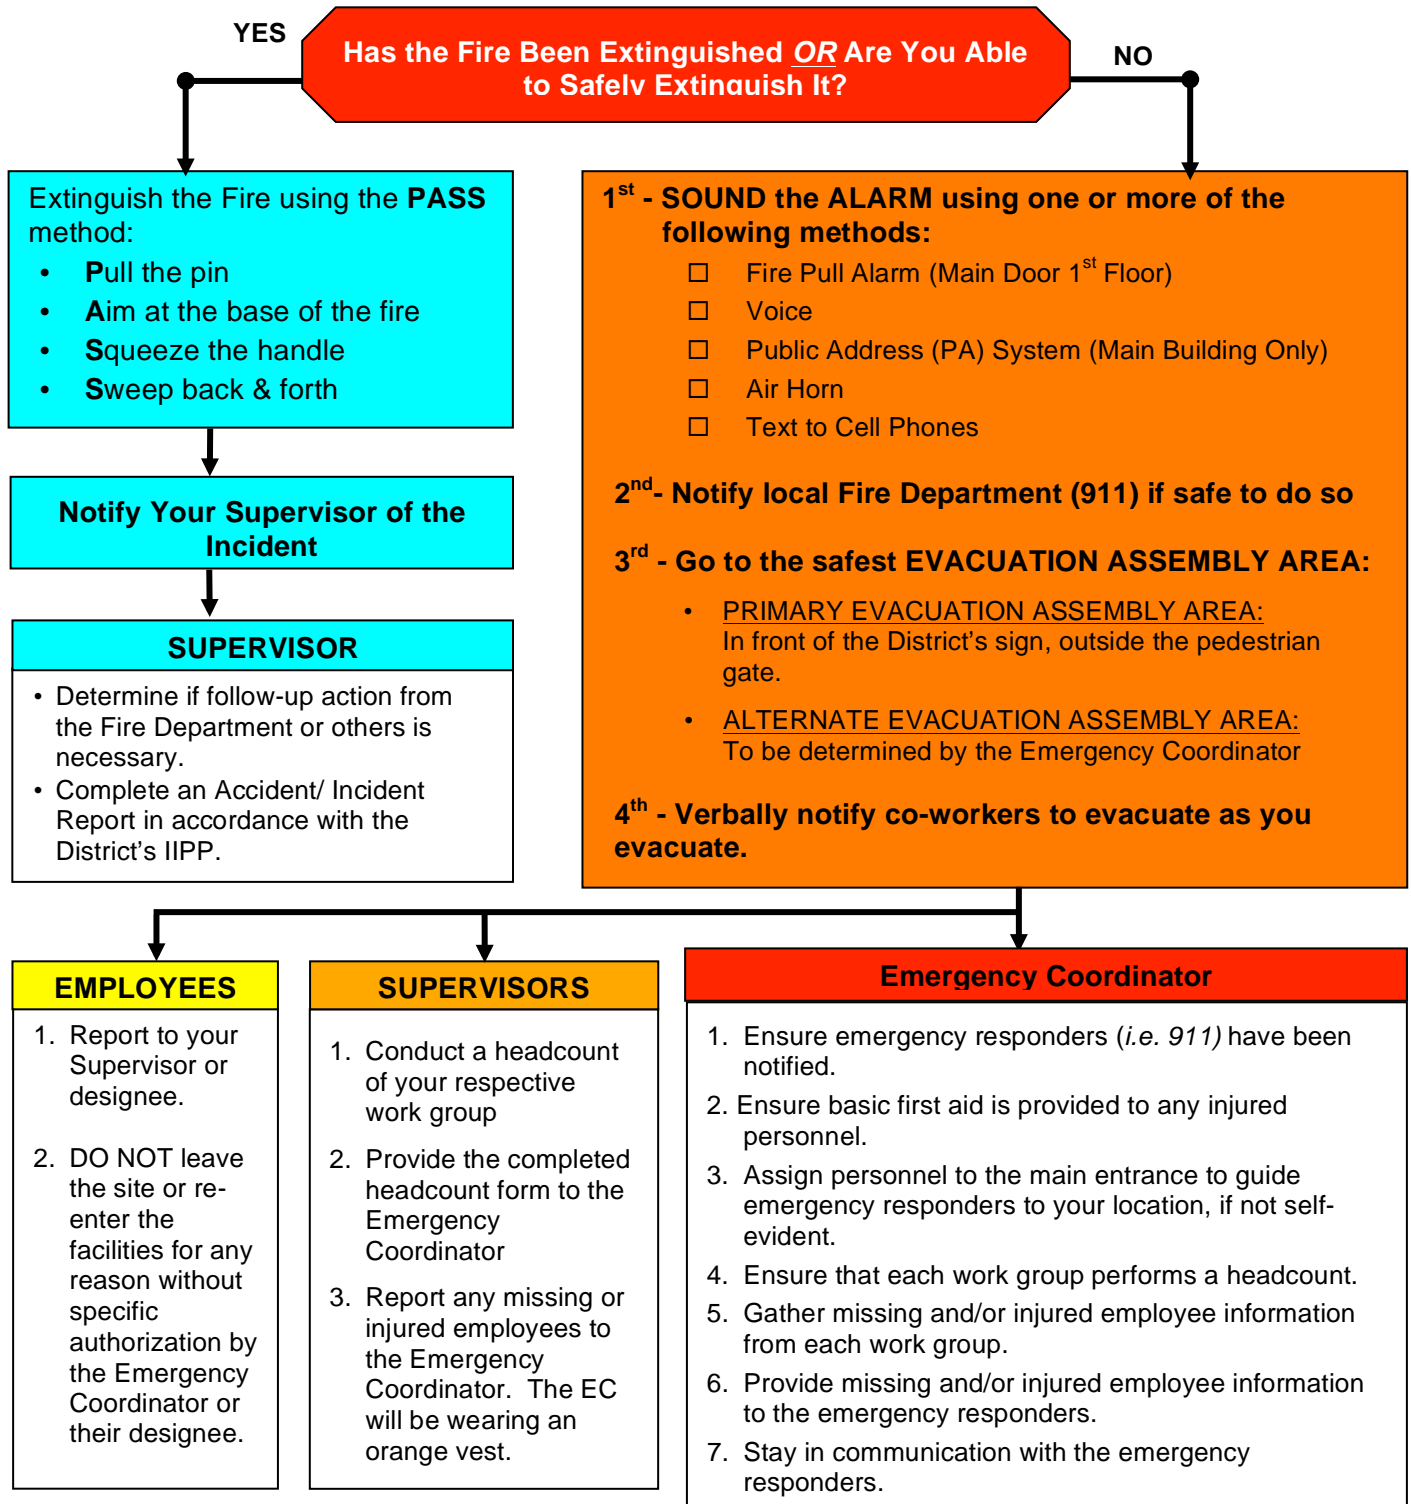 YES
Has the Fire Been Extinguished OR Are You Able
to Safely Extinguish It?
NO
Extinguish the Fire using the PASS
method:
• Pull the pin
• Aim at the base of the fire
• Squeeze the handle
• Sweep back & forth
Notify Your Supervisor of the
Incident
SUPERVISOR
• Determine if follow-up action from
the Fire Department or others is
necessary.
• Complete an Accident/ Incident
Report in accordance with the
District’s IIPP.
1st - SOUND the ALARM using one or more of the
following methods:
☐ Fire Pull Alarm (Main Door 1st Floor)
☐ Voice
☐ Public Address (PA) System (Main Building Only)
☐ Air Horn
☐ Text to Cell Phones
2nd- Notify local Fire Department (911) if safe to do so
3rd - Go to the safest EVACUATION ASSEMBLY AREA:
• PRIMARY EVACUATION ASSEMBLY AREA:
In front of the District’s sign, outside the pedestrian
gate.
• ALTERNATE EVACUATION ASSEMBLY AREA:
To be determined by the Emergency Coordinator
4th - Verbally notify co-workers to evacuate as you
evacuate.
EMPLOYEES
1. Report to your
Supervisor or
designee.
2. DO NOT leave
the site or re-
enter the
facilities for any
reason without
specific
authorization by
the Emergency
Coordinator or
their designee.
SUPERVISORS
1. Conduct a headcount
of your respective
work group
2. Provide the completed
headcount form to the
Emergency
Coordinator
3. Report any missing or
injured employees to
the Emergency
Coordinator. The EC
will be wearing an
orange vest.
Emergency Coordinator
1. Ensure emergency responders (i.e. 911) have been
notified.
2. Ensure basic first aid is provided to any injured
personnel.
3. Assign personnel to the main entrance to guide
emergency responders to your location, if not self-
evident.
4. Ensure that each work group performs a headcount.
5. Gather missing and/or injured employee information
from each work group.
6. Provide missing and/or injured employee information
to the emergency responders.
7. Stay in communication with the emergency
responders.